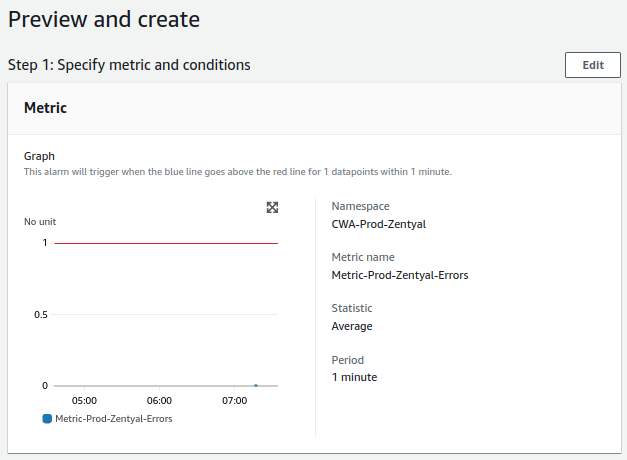 Preview and create
Step 1: Specify metric and conditions
Edit
Metric
Graph
This alarm will trigger when the blue line goes above the red line for 1 datapoints within 1 minute.
No unit
1
0.5
0
05:00 06:00 07:00
Metric-Prod-Zentyal-Errors
Namespace
CWA-Prod-Zentyal
Metric name
Metric-Prod-Zentyal-Errors
Statistic
Average
Period
1 minute